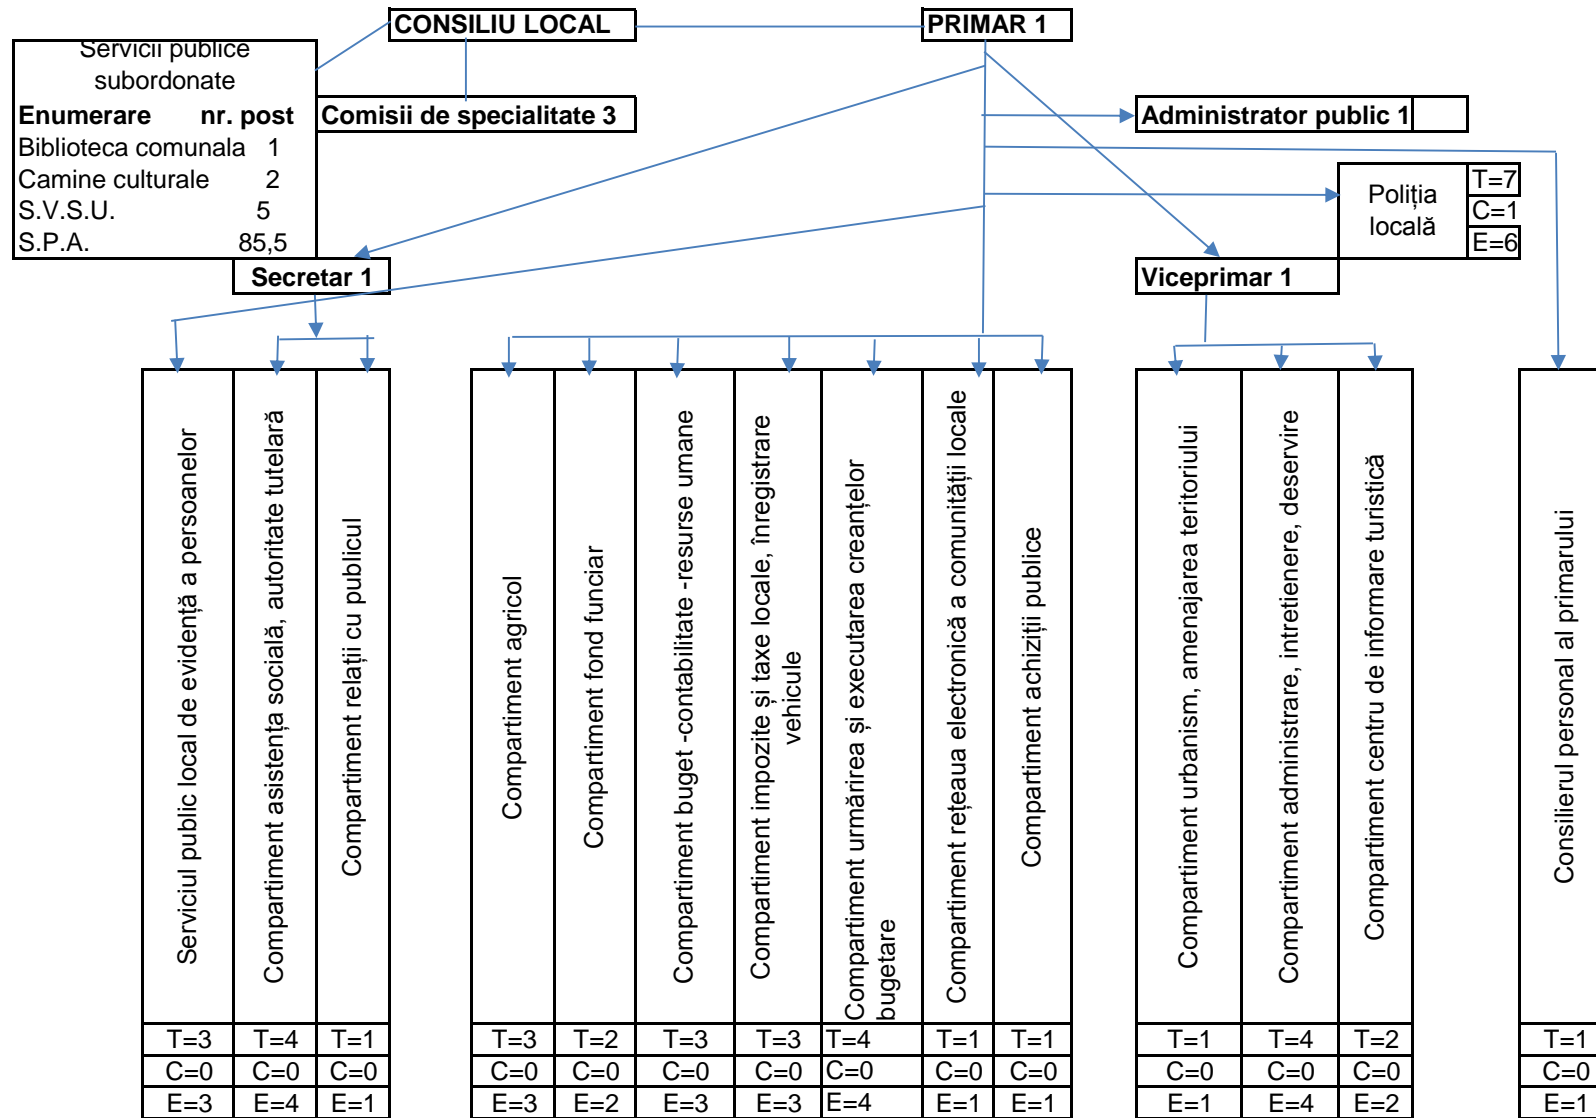 CONSILIU LOCAL
PRIMAR 1
Servicii publice
subordonate
Enumerare nr. post
Biblioteca comunala 1
Camine culturale 2
S.V.S.U. 5
S.P.A. 85,5
Comisii de specialitate 3
Administrator public 1
Poliția
locală
T=7
C=1
E=6
Secretar 1
Viceprimar 1
Serviciul public local de evidență a persoanelor
Compartiment asistența socială, autoritate tutelară
Compartiment relații cu publicul
Compartiment agricol
Compartiment fond funciar
Compartiment buget -contabilitate -resurse umane
Compartiment impozite și taxe locale, înregistrare
vehicule
Compartiment urmărirea și executarea creanțelor
bugetare
Compartiment rețeaua electronică a comunității locale
Compartiment achiziții publice
Compartiment urbanism, amenajarea teritoriului
Compartiment administrare, intretienere, deservire
Compartiment centru de informare turistică
Consilierul personal al primarului
T=3 T=4 T=1 T=3 T=2 T=3 T=3 T=4 T=1 T=1 T=1 T=4 T=2 T=1
C=0 C=0 C=0 C=0 C=0 C=0 C=0 C=0 C=0 C=0 C=0 C=0 C=0 C=0
E=3 E=4 E=1 E=3 E=2 E=3 E=3 E=4 E=1 E=1 E=1 E=4 E=2 E=1